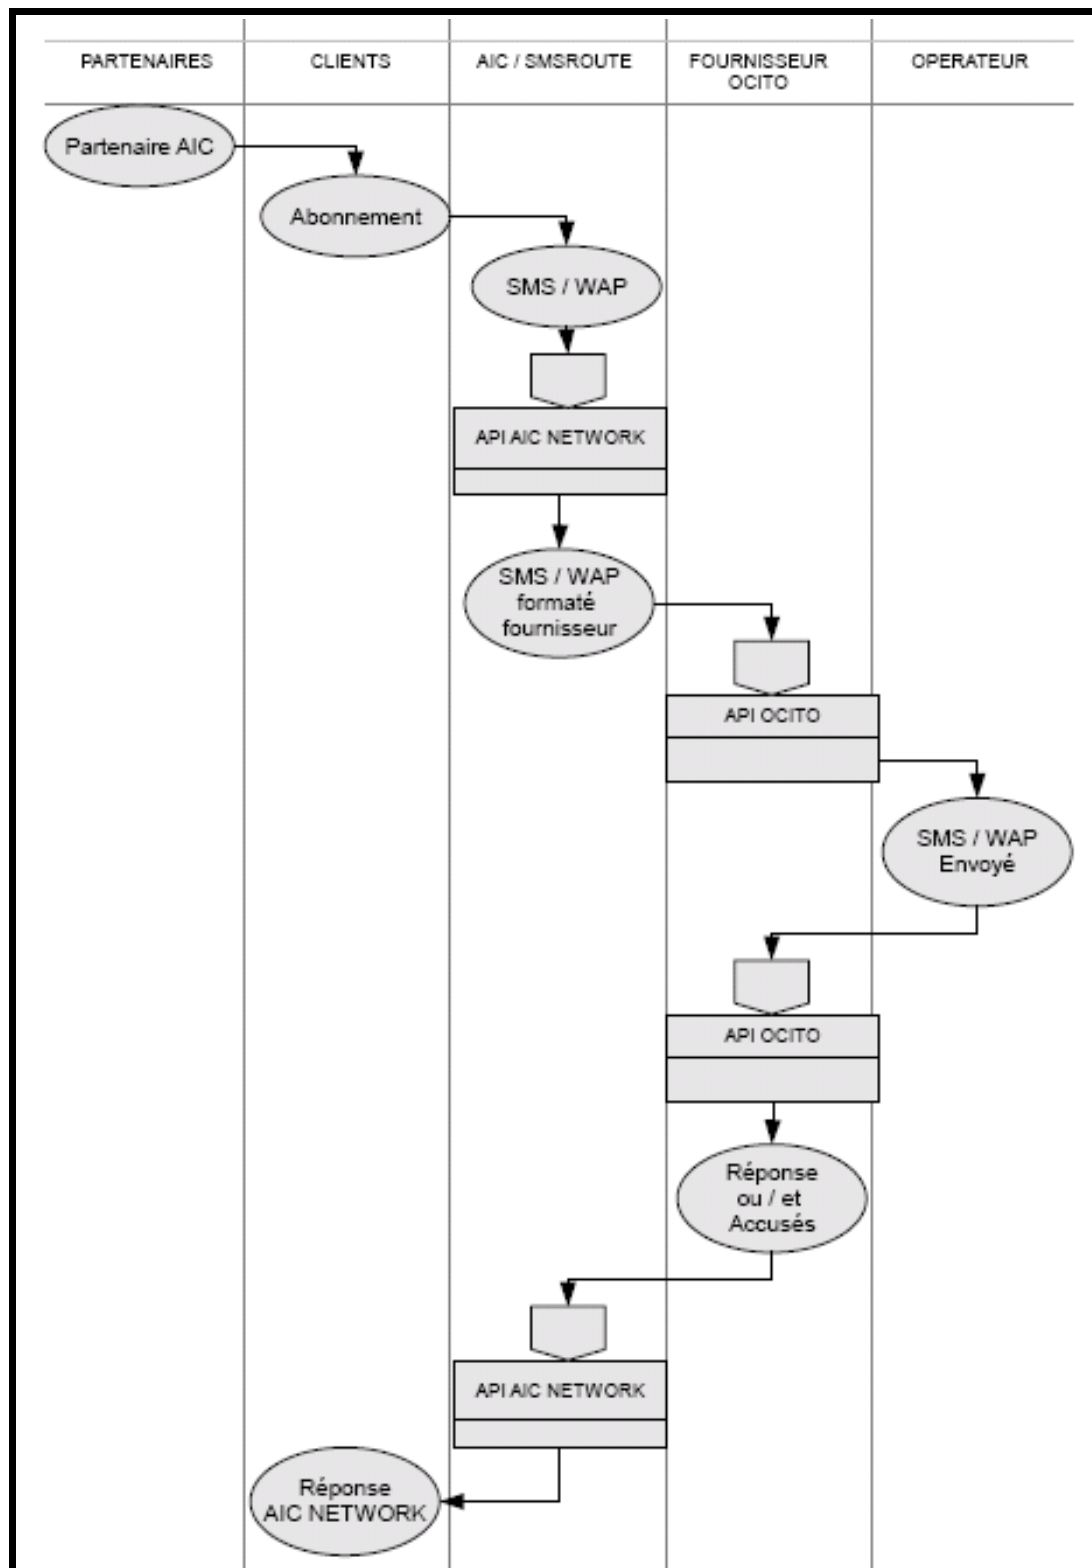 PARTENAIRES
CLIENTS
AIC / SMSROUTE
FOURNISSEUR
OCITO
OPERATEUR
Partenaire AIC
Abonnement
SMS / WAP
API AIC NETWORK
SMS / WAP
formaté
fournisseur
API OCITO
SMS / WAP
Envoyé
API OCITO
Réponse
ou / et
Accusés
API AIC NETWORK
Réponse
AIC NETWORK